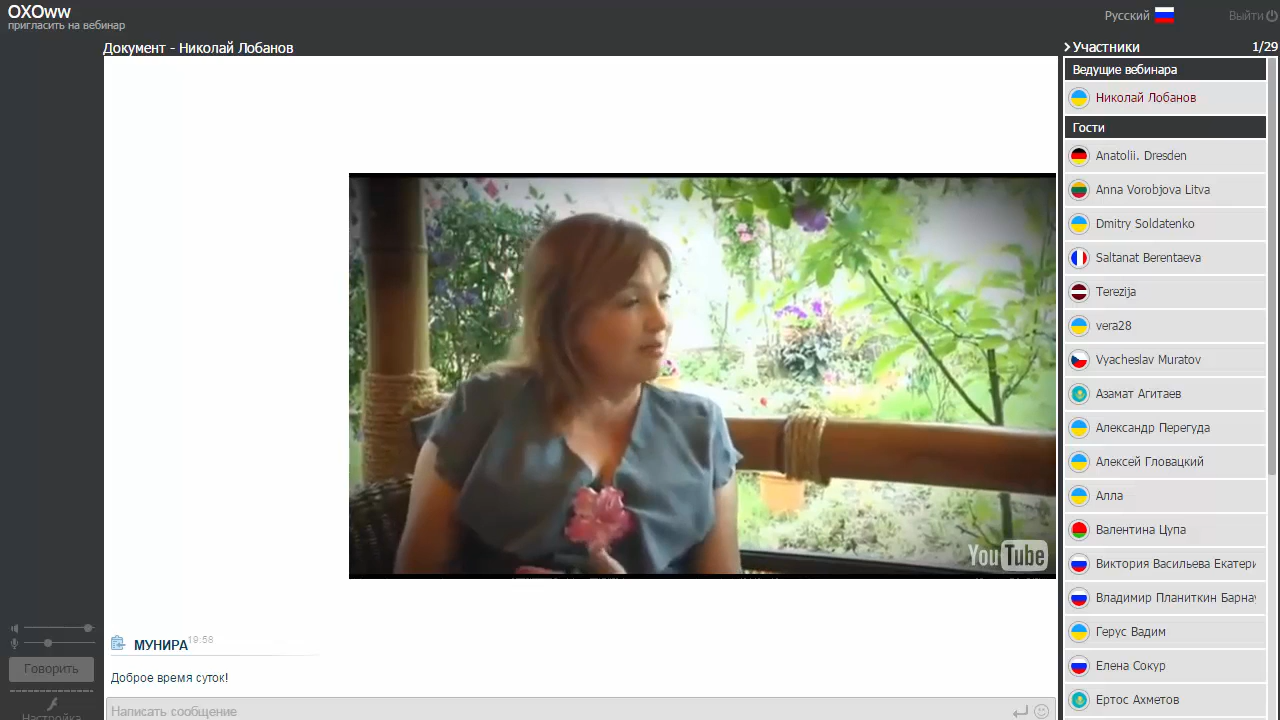 OXOww
пригласить на вебинар
Русский
Выйти
Документ - Николай Лобанов
Участники
1/29
Ведущие вебинара
Николай Лобанов
Гости
Anatolii. Dresden
Anna Vorobjova Litva
Dmitry Soldatenko
Saltanat Berentaeva
Terezija
Vyacheslav Muratov
Азамат Агитаев
Александр Перегуда
Алексей Гловацкий
Алла
Валентина Цупа
Виктория Васильева Екатери
Владимир Планиткин Барнау
Герус Вадим
Елена Сокур
Ергос Ахметов
YouTube
МУНИРА 19:58
Доброе время суток!
Говорить
Настройка
Написать сообщение